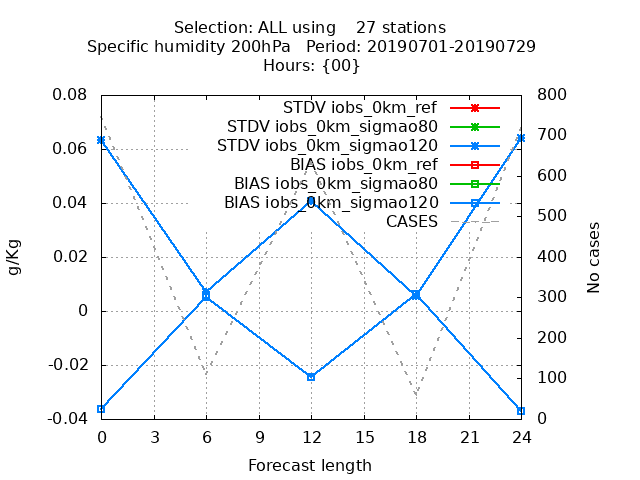 Selection: ALL using    27 stations
Specific humidity 200hPa   Period: 20190701-20190729
Hours: {00}
0.08
0.06
0.04
0.02
0
-0.02
-0.04
g/Kg
STDV iobs_0km_ref
STDV iobs_0km_sigmao80
STDV iobs_0km_sigmao120
BIAS iobs_0km_ref
BIAS iobs_0km_sigmao80
BIAS iobs_0km_sigmao120
CASES
800
700
600
500
400
300
200
100
0
No cases
0 3 6 9 12 15 18 21 24
Forecast length